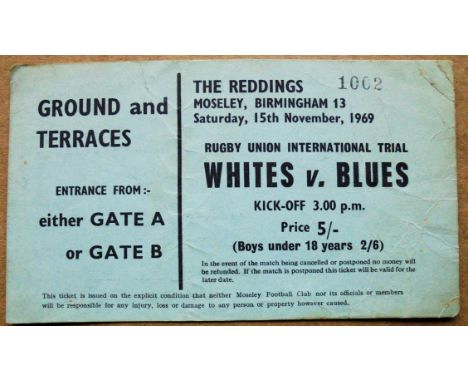 GROUND and
TERRACES
ENTRANCE FROM:-
either GATE A
or GATE B
THE REDDINGS 1002
MOSELEY, BIRMINGHAM 13
Saturday, 15th November, 1969
RUGBY UNION INTERNATIONAL TRIAL
WHITES v. BLUES
KICK-OFF 3.00 p.m.
Price 5/-
(Boys under 18 years 2/6)
In the event of the match being cancelled or postponed no money will
be refunded. If the match is postponed this ticket will be valid for the
later date.
This ticket is issued on the explicit condition that neither Moseley Football Club nor its officials or members
will be responsible for any injury, loss or damage to any person or property however caused.